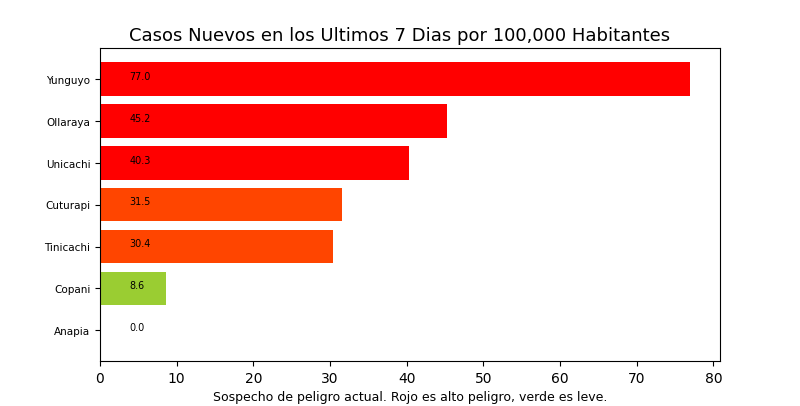 Casos Nuevos en los Ultimos 7 Dias por 100,000 Habitantes
Yunguyo 77.0
Ollaraya 45.2
Unicachi 40.3
Cuturapi 31.5
Tinicachi 30.4
Copani 8.6
Anapia 0.0
0 10 20 30 40 50 60 70 80
Sospecho de peligro actual. Rojo es alto peligro, verde es leve.